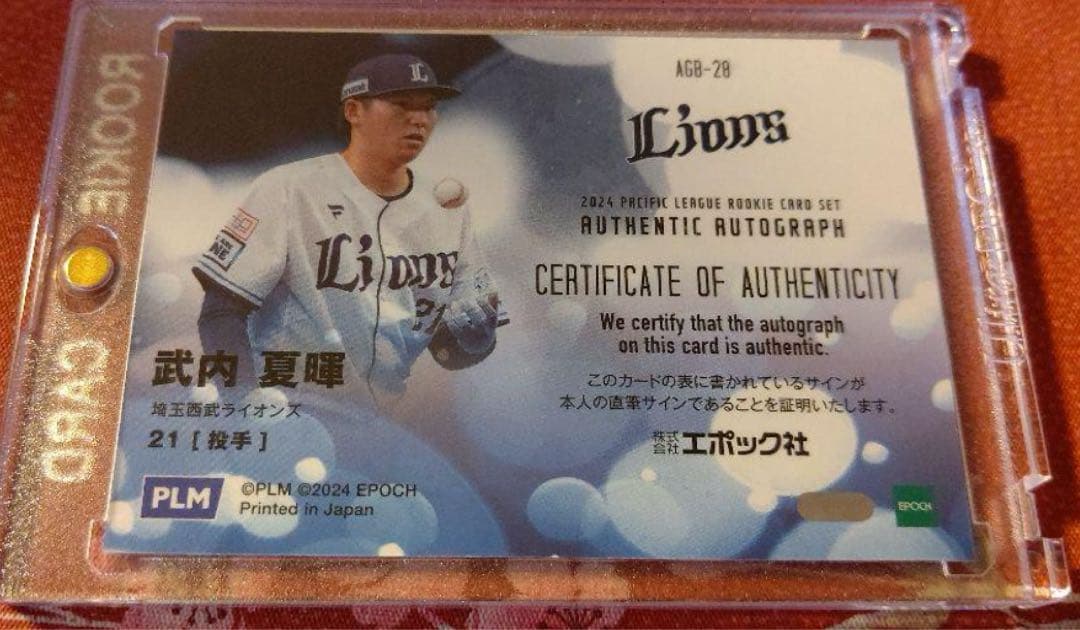 ROOKIE CARD
AGB-28
Lions
2024 PACIFIC LEAGUE ROOKIE CARD SET
AUTHENTIC AUTOGRAPH
CERTIFICATE OF AUTHENTICITY
We certify that the autograph
on this card is authentic.
このカードの表に書かれているサインが
本人の直筆サインであることを証明いたします。
株式会社エポック社
L
Lions
21
武内 夏暉
埼玉西武ライオンズ
21 [ 投手 ]
PLM
©PLM ©2024 EPOCH
Printed in Japan
EPOCH